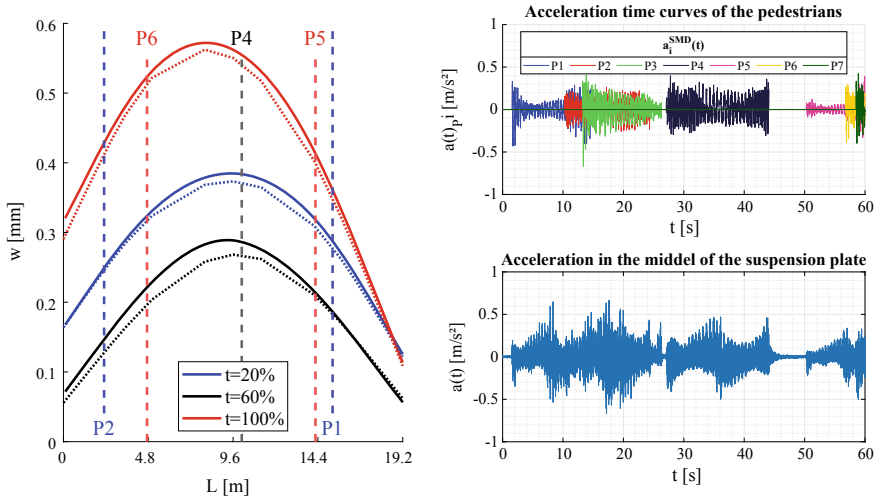 P6
P4
P5
w [mm]
0.6
0.5
0.4
0.3
0.2
0.1
0
t=20%
t=60%
t=100%
P2
P1
0
4.8
9.6
14.4
19.2
L [m]
Acceleration time curves of the pedestrians
a(t)pi [m/s²]
1
0.5
0
-0.5
-1
aiSMD(t)
P1 P2 P3 P4 P5 P6 P7
0 10 20 30 40 50 60
t [s]
Acceleration in the middel of the suspension plate
a(t) [m/s²]
1
0.5
0
-0.5
-1
0 10 20 30 40 50 60
t [s]